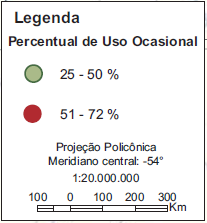 Legenda
Percentual de Uso Ocasional
25 - 50 %
51 - 72 %
Projeção Policônica
Meridiano central: -54°
1:20.000.000
100 0 100 200 300
Km